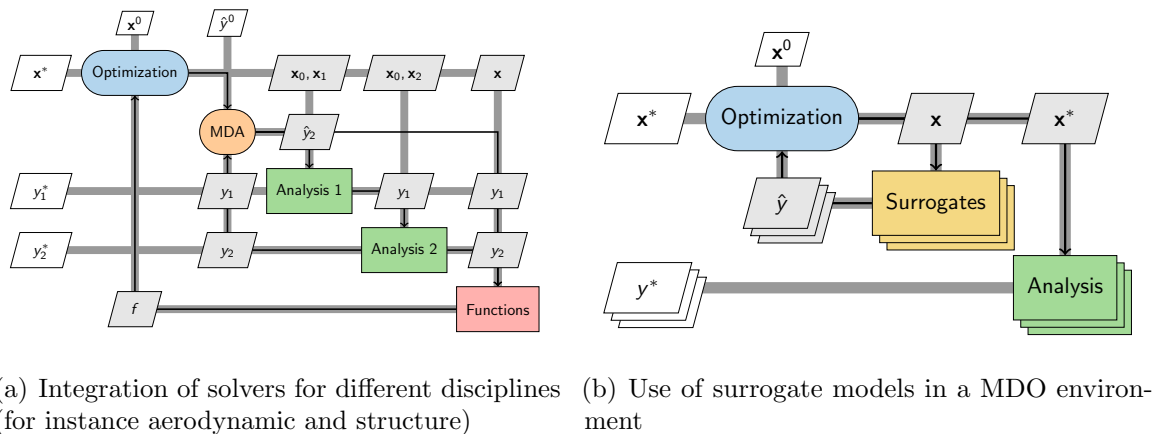 x⁰ ŷ⁰
x* Optimization x₀, x₁ x₀, x₂ x
MDA ŷ₂
y₁* y₁ Analysis 1 y₁ y₁
y₂* y₂ Analysis 2 y₂
f Functions
x⁰
x* Optimization x x*
ŷ Surrogates
y* Analysis
(a) Integration of solvers for different disciplines
(for instance aerodynamic and structure)
(b) Use of surrogate models in a MDO environ-
ment